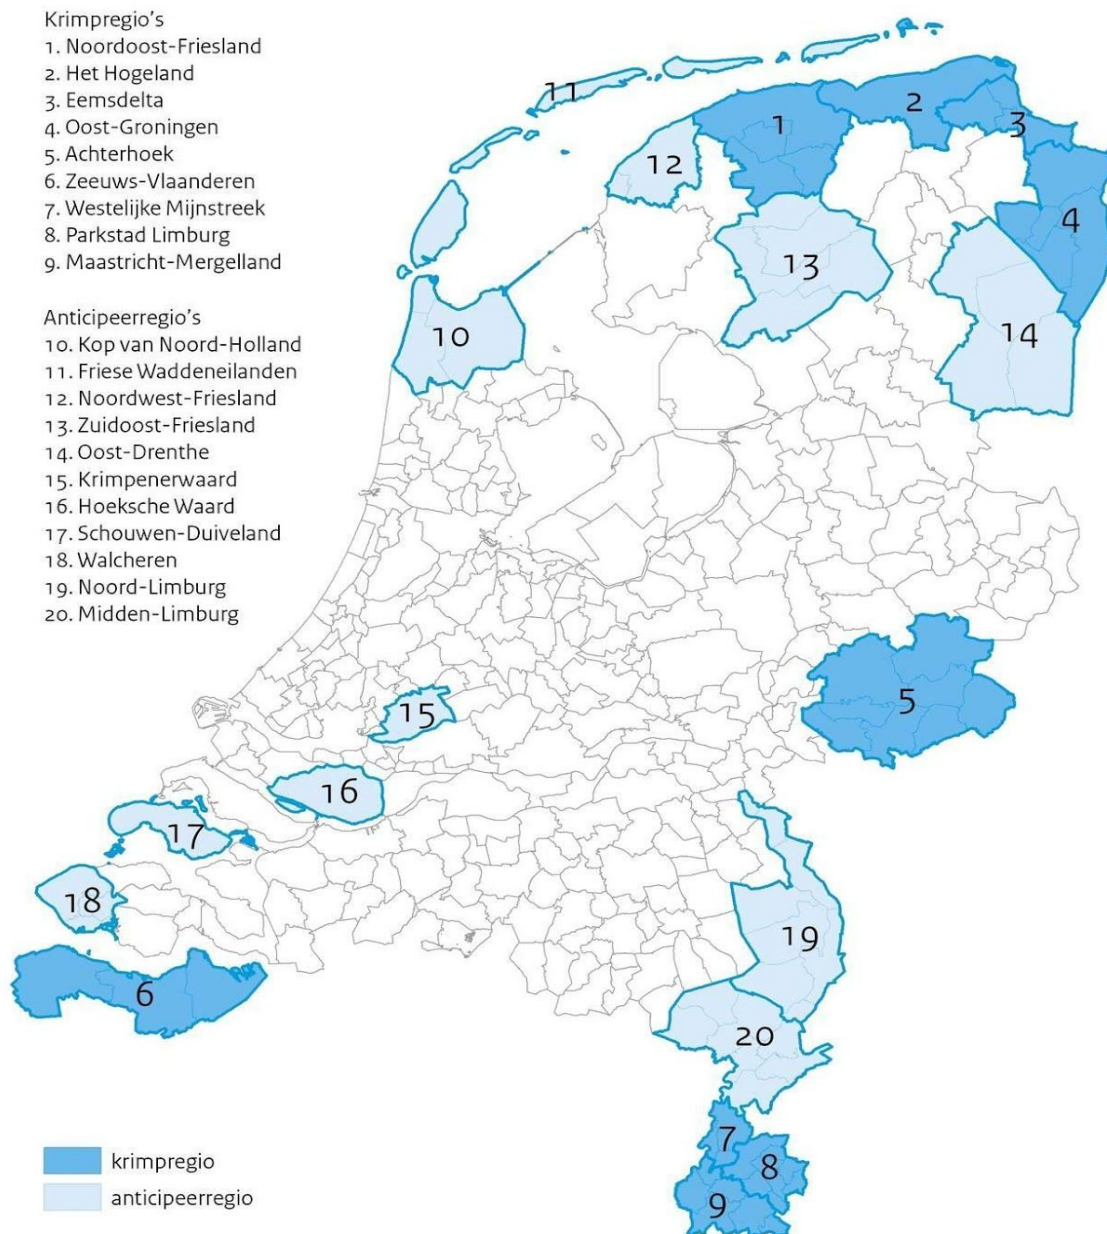 Krimpregio's
1. Noordoost-Friesland
2. Het Hogeland
3. Eemsdelta
4. Oost-Groningen
5. Achterhoek
6. Zeeuws-Vlaanderen
7. Westelijke Mijnstreek
8. Parkstad Limburg
9. Maastricht-Mergelland
Anticipeerregio's
10. Kop van Noord-Holland
11. Friese Waddeneilanden
12. Noordwest-Friesland
13. Zuidoost-Friesland
14. Oost-Drenthe
15. Krimpenerwaard
16. Hoeksche Waard
17. Schouwen-Duiveland
18. Walcheren
19. Noord-Limburg
20. Midden-Limburg
11
2
1
3
12
4
13
14
10
5
15
16
17
18
19
6
20
7
8
9
krimpregio
anticipeerregio